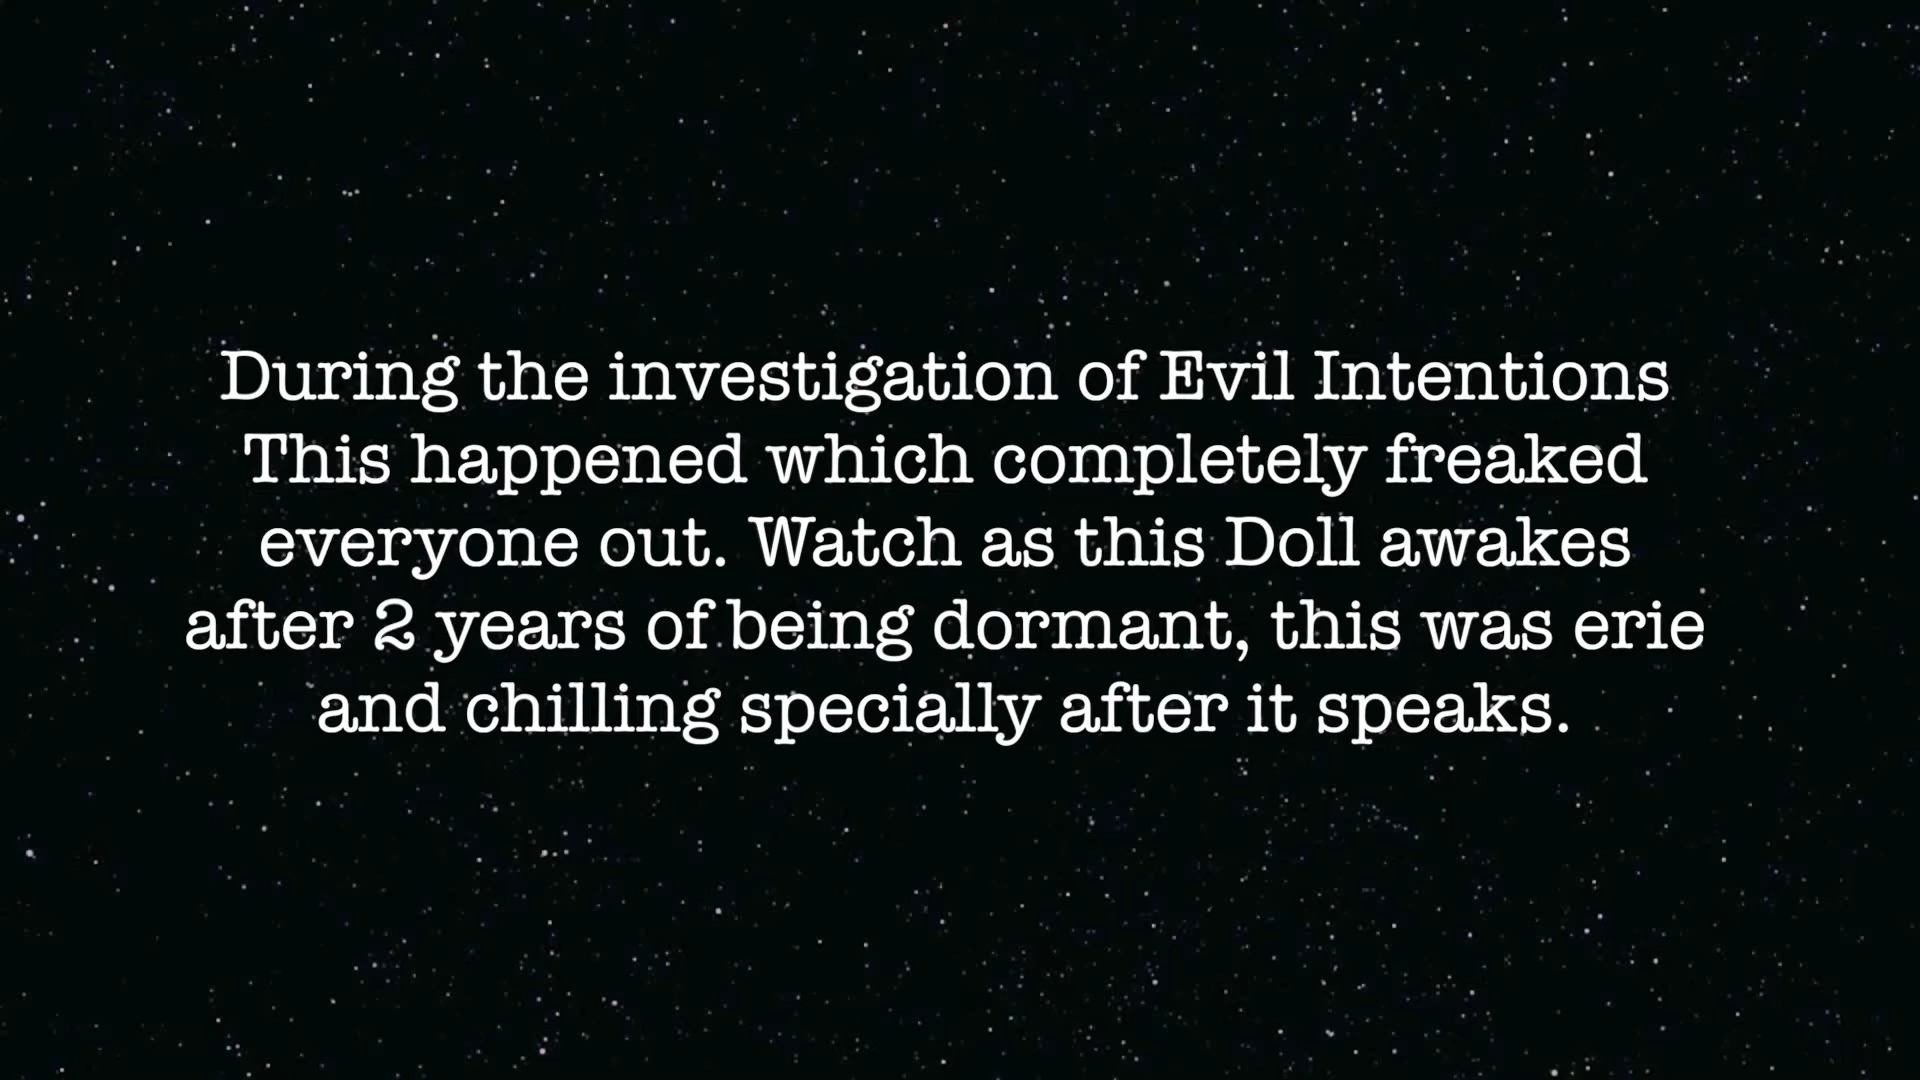 During the investigation of Evil Intentions
This happened which completely freaked
everyone out. Watch as this Doll awakes
after 2 years of being dormant, this was erie
and chilling specially after it speaks.